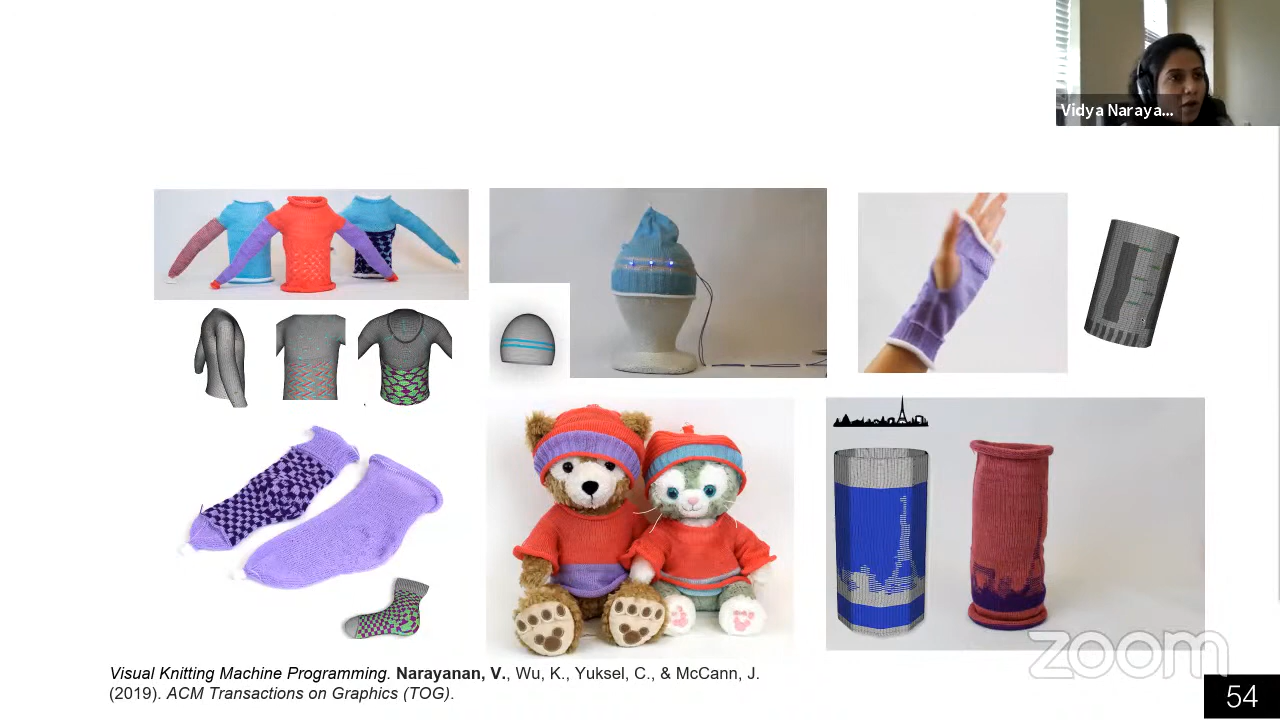 Vidya Naraya...
Visual Knitting Machine Programming. Narayanan, V., Wu, K., Yuksel, C., & McCann, J.
(2019). ACM Transactions on Graphics (TOG).
zoom
54